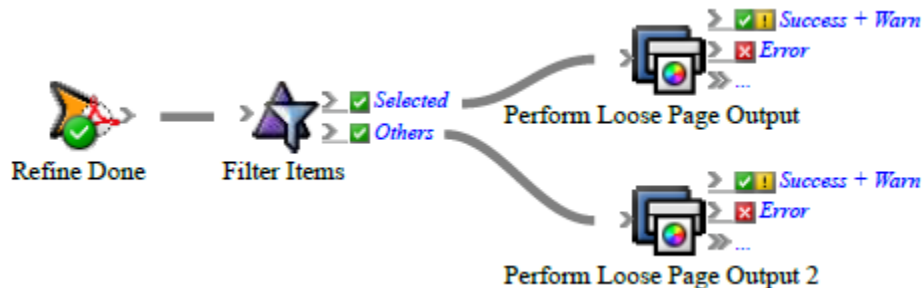 Success + Warn
Error
...
Perform Loose Page Output
Selected
Others
Refine Done
Filter Items
Success + Warn
Error
...
Perform Loose Page Output 2